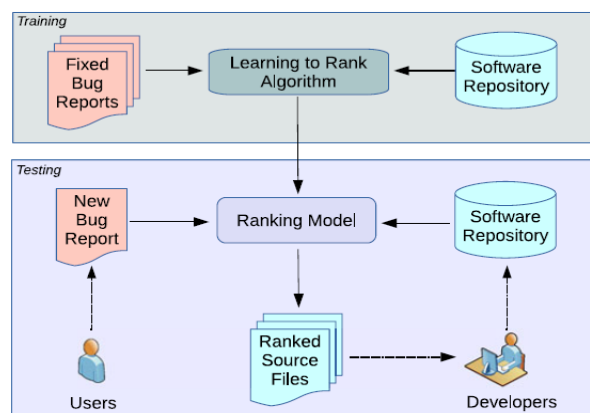 Training
Fixed
Bug
Reports
Learning to Rank
Algorithm
Software
Repository
Testing
New
Bug
Report
Ranking Model
Software
Repository
Ranked
Source
Files
Users
Developers